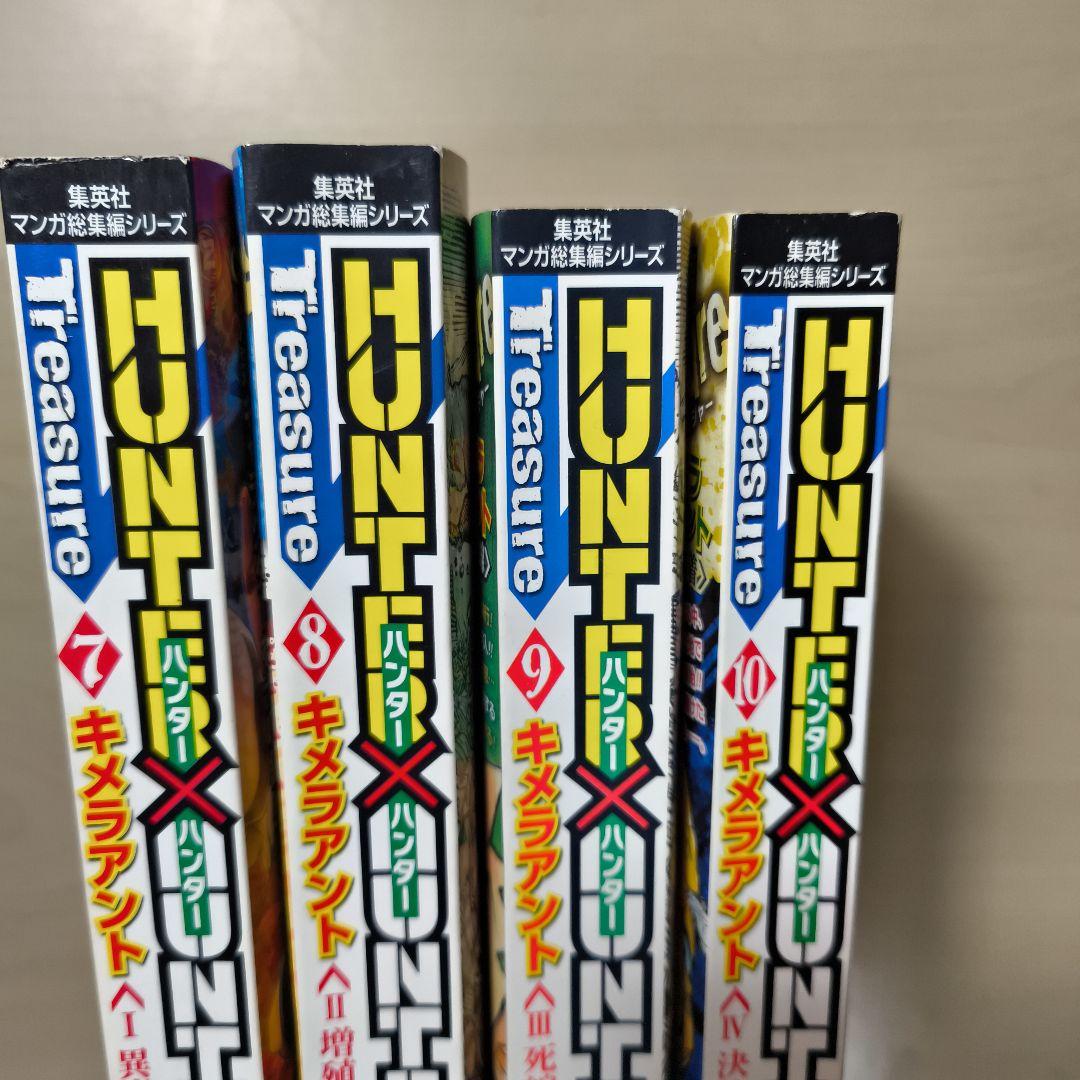 集英社
マンガ総集編シリーズ
Treasure
HUNTER
ハンター
×
ハンター
HUNT
7
キメラアント
〈Ⅰ 異
集英社
マンガ総集編シリーズ
Treasure
HUNTER
ハンター
×
ハンター
HUNT
8
キメラアント
〈Ⅱ 増殖
集英社
マンガ総集編シリーズ
Treasure
HUNTER
ハンター
×
ハンター
HUNT
9
キメラアント
〈Ⅲ 死
集英社
マンガ総集編シリーズ
Treasure
HUNTER
ハンター
×
ハンター
HUNT
10
キメラアント
〈Ⅳ 決